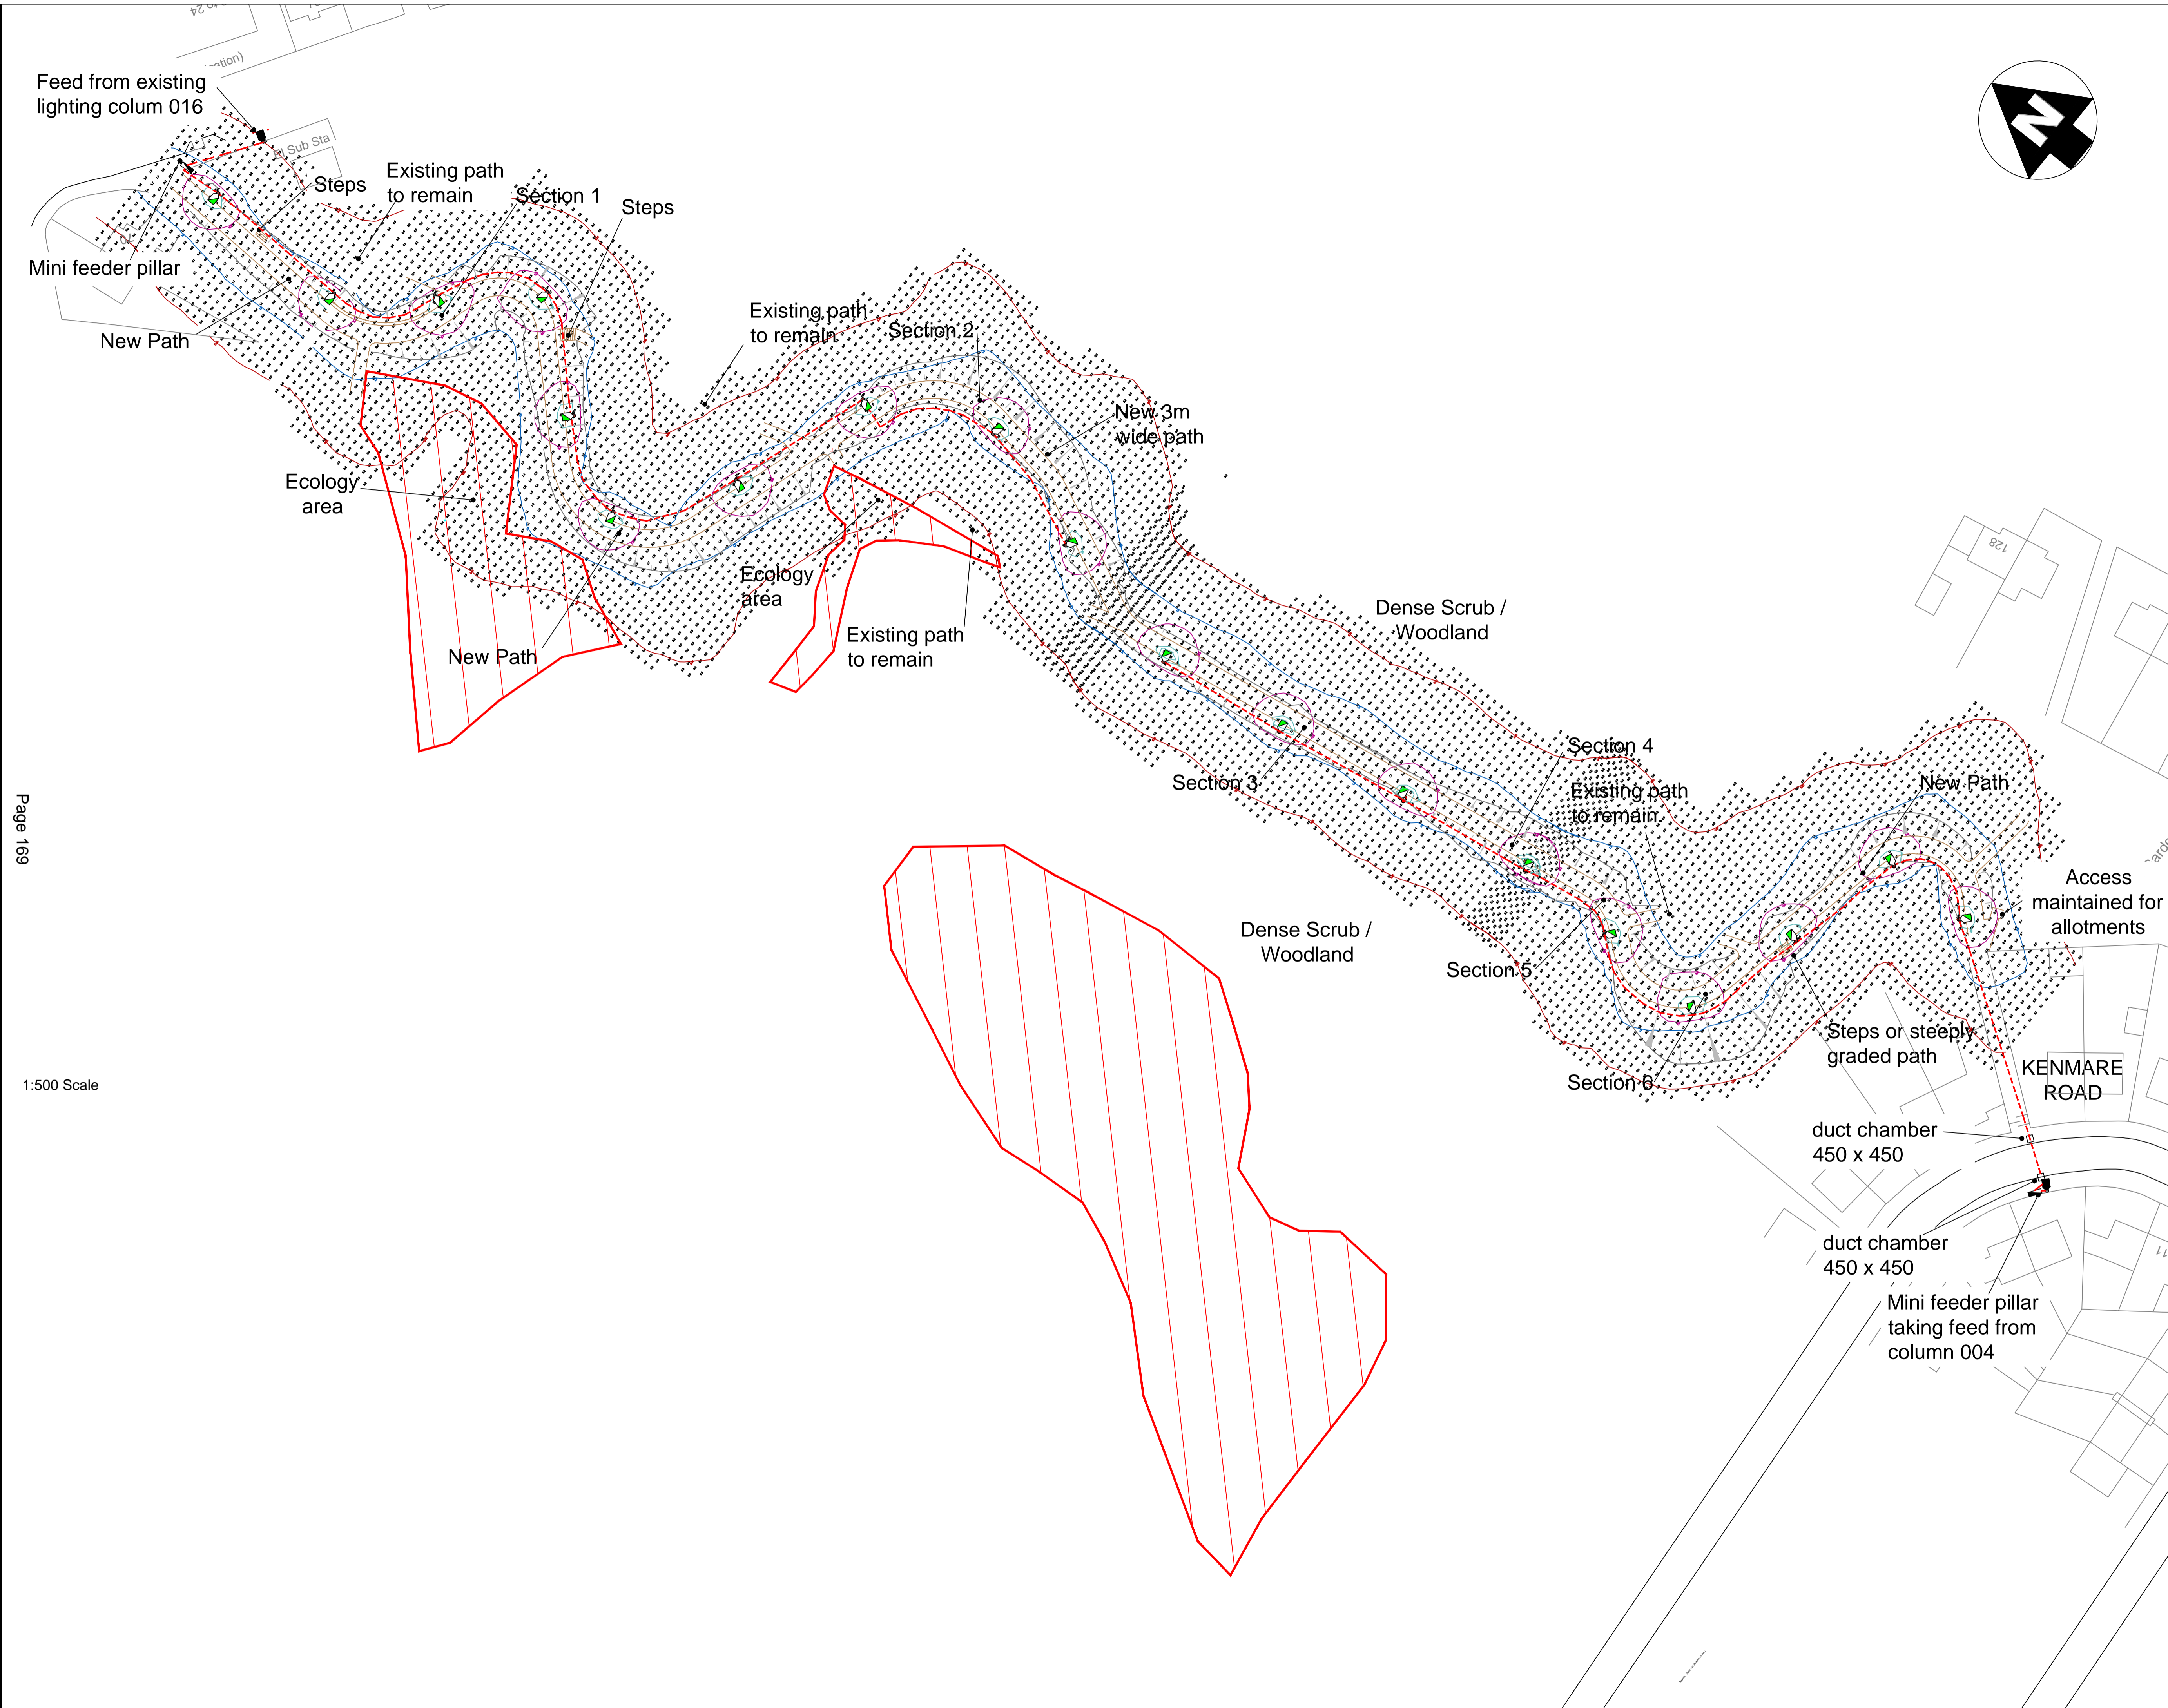 Feed from existing
lighting colum 016
El Sub Sta
Existing path
to remain
Steps
Section 1
Steps
Mini feeder pillar
New Path
70
Existing path
to remain
Section 2
New 3m
wide path
Ecology
area
Ecology
area
New Path
Existing path
to remain
Dense Scrub /
Woodland
Section 3
Section 4
Existing path
to remain
New Path
128
N
Access
maintained for
allotments
Dense Scrub /
Woodland
Section 5
Section 6
Steps or steeply
graded path
KENMARE
ROAD
duct chamber
450 x 450
duct chamber
450 x 450
Mini feeder pillar
taking feed from
column 004
Page 169
1:500 Scale